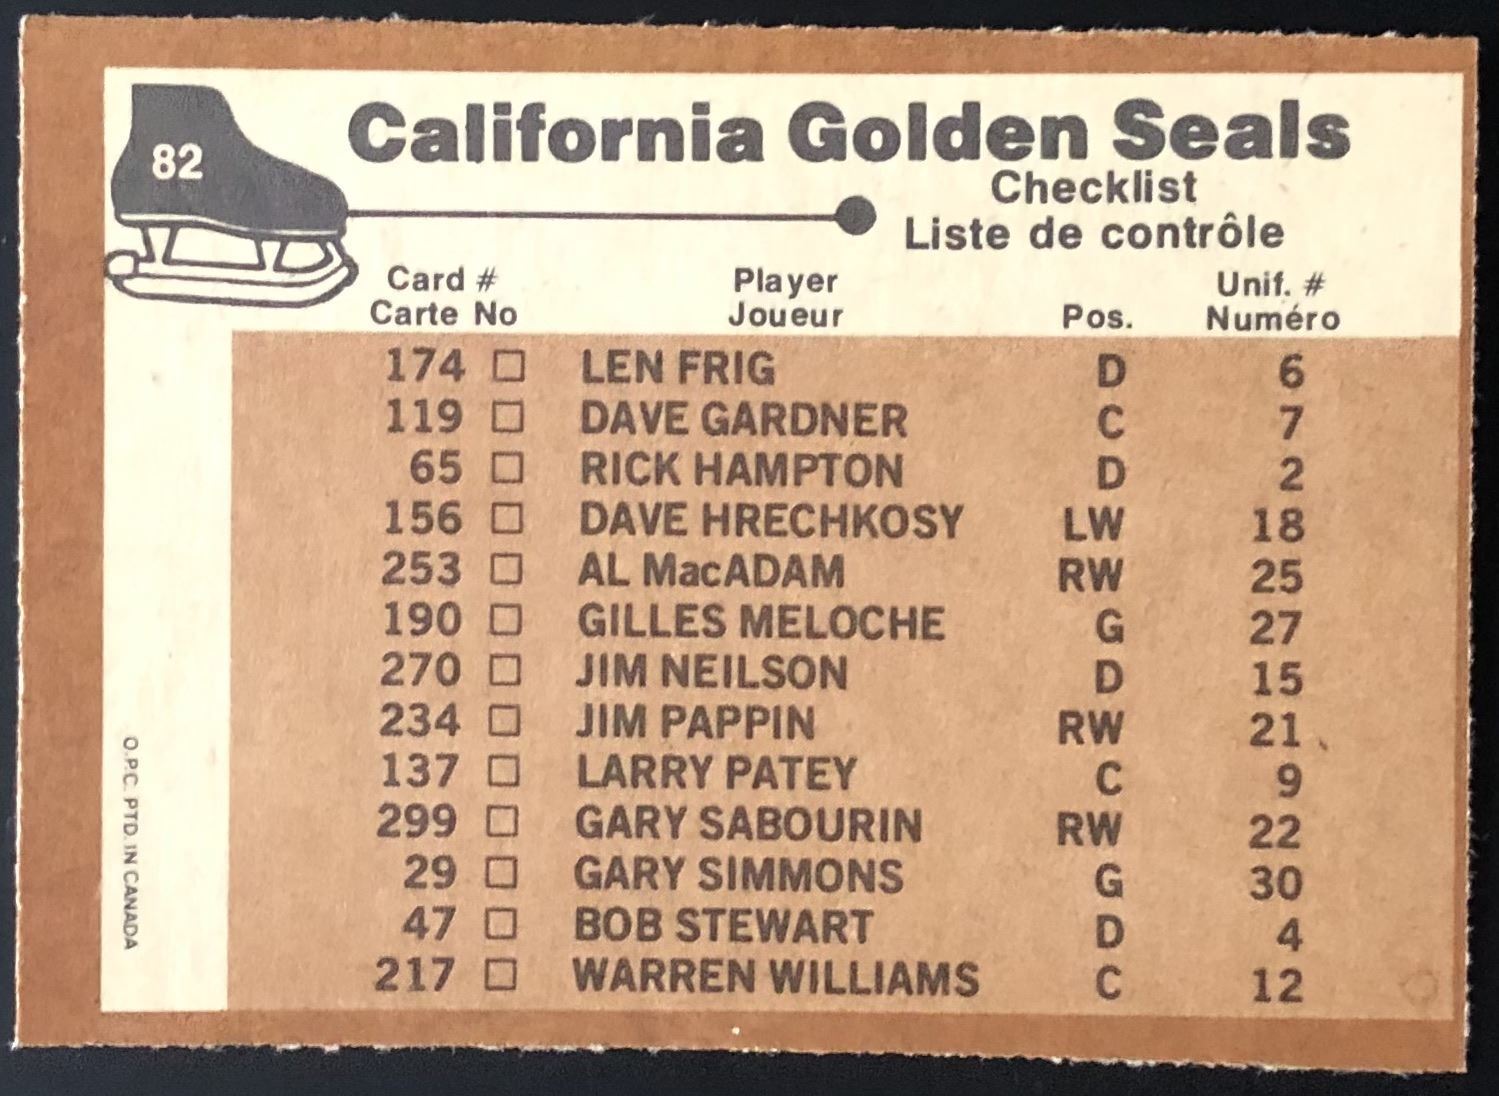 82
California Golden Seals
Checklist
Liste de contrôle
Card # Player Unif. #
Carte No Joueur Pos. Numéro
174 □ LEN FRIG D 6
119 □ DAVE GARDNER C 7
65 □ RICK HAMPTON D 2
156 □ DAVE HRECHKOSY LW 18
253 □ AL MacADAM RW 25
190 □ GILLES MELOCHE G 27
270 □ JIM NEILSON D 15
234 □ JIM PAPPIN RW 21
137 □ LARRY PATEY C 9
299 □ GARY SABOURIN RW 22
29 □ GARY SIMMONS G 30
47 □ BOB STEWART D 4
217 □ WARREN WILLIAMS C 12
O.P.C. PTD. IN CANADA